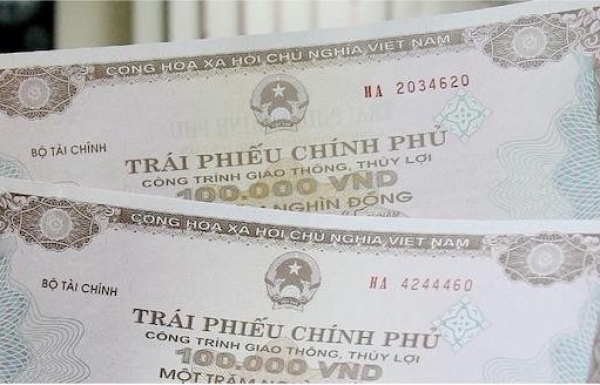 CỘNG HÒA XÃ HỘI CHỦ NGHĨA VIỆT NAM
HA 2034620
BỘ TÀI CHÍNH
TRÁI PHIẾU CHÍNH PHỦ
CÔNG TRÌNH GIAO THÔNG, THỦY LỢI
100.000 VND
NGHÌN ĐỒNG
CỘNG HÒA XÃ HỘI CHỦ NGHĨA VIỆT NAM
HA 4244460
BỘ TÀI CHÍNH
TRÁI PHIẾU CHÍNH PHỦ
CÔNG TRÌNH GIAO THÔNG, THỦY LỢI
100.000 VND
MỘT TRĂM